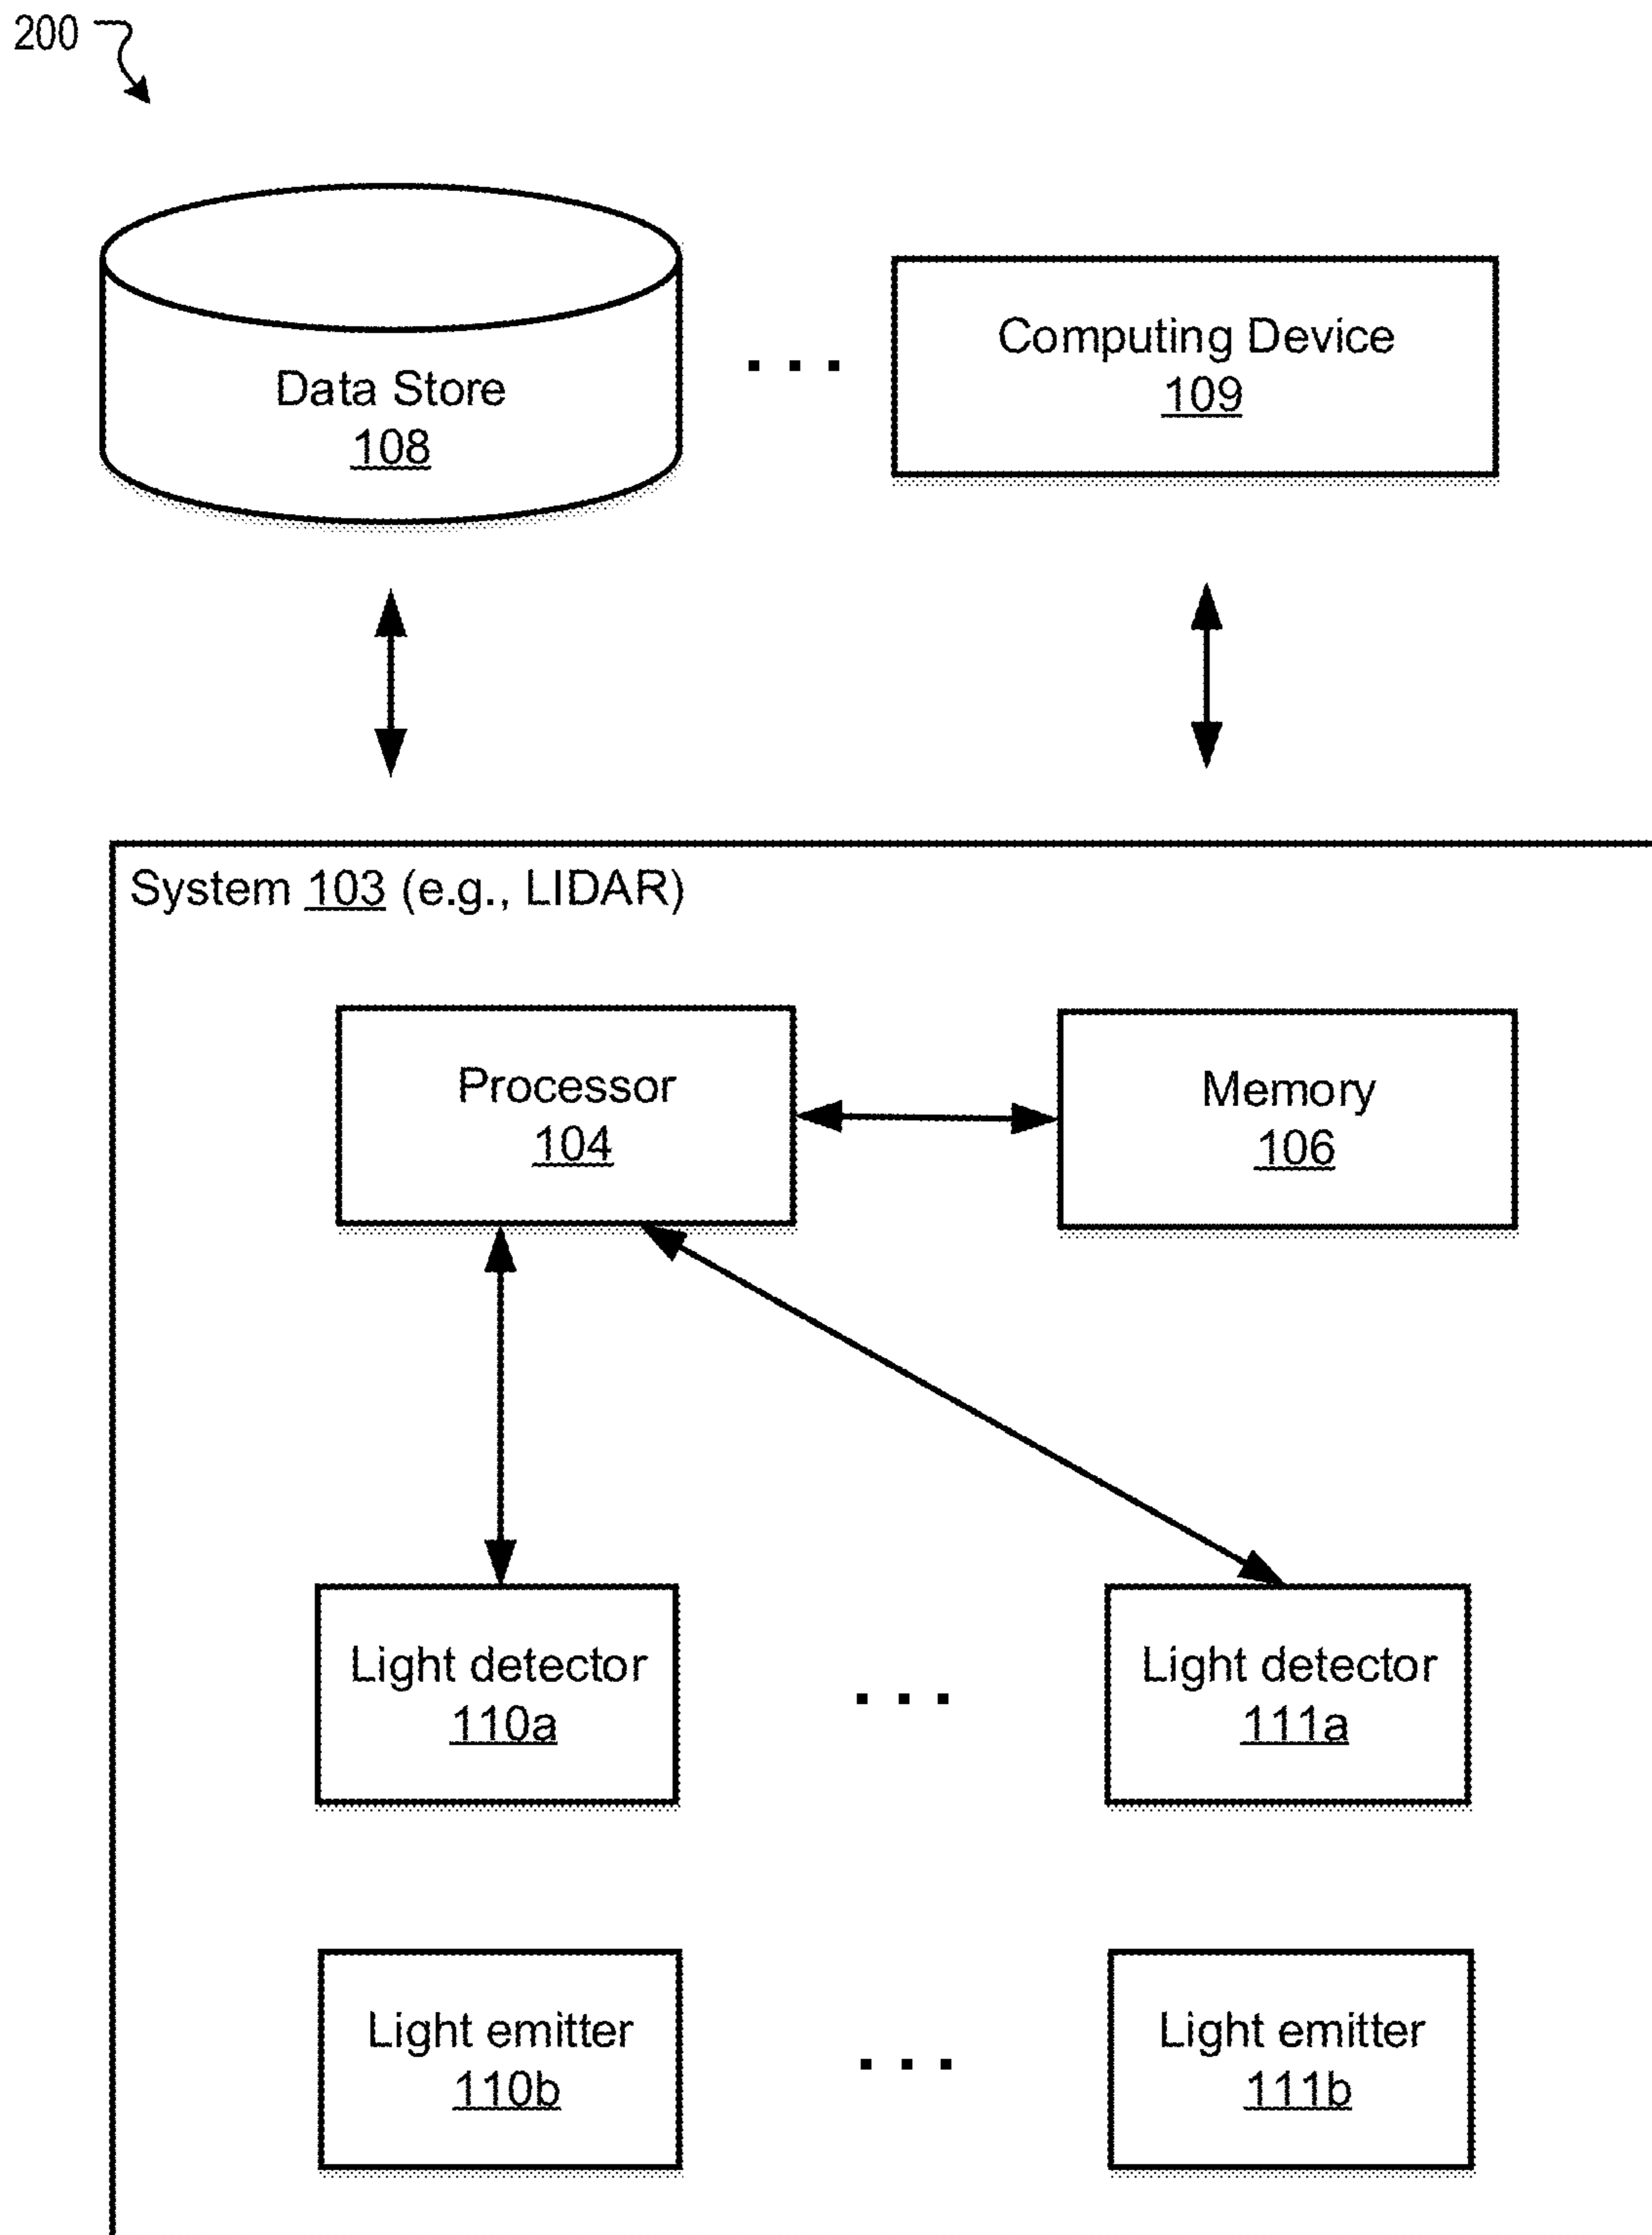 200
Data Store
108
Computing Device
109
System 103 (e.g., LIDAR)
Processor
104
Memory
106
Light detector
110a
Light detector
111a
Light emitter
110b
Light emitter
111b